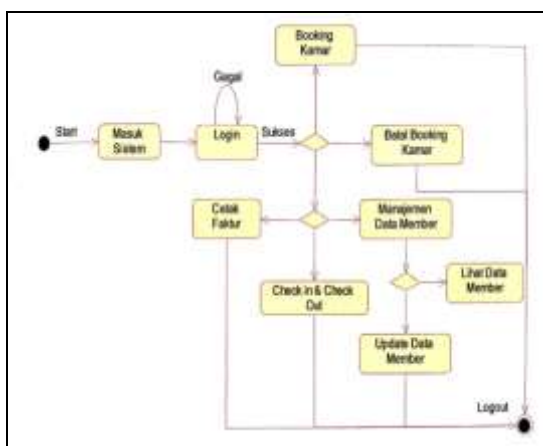 Booking
Kamar
Gagal
Start
Masuk
Sistem
Login
Sukses
Batal Booking
Kamar
Cetak
Faktur
Manajemen
Data Member
Check in & Check
Out
Lihat Data
Member
Update Data
Member
Logout